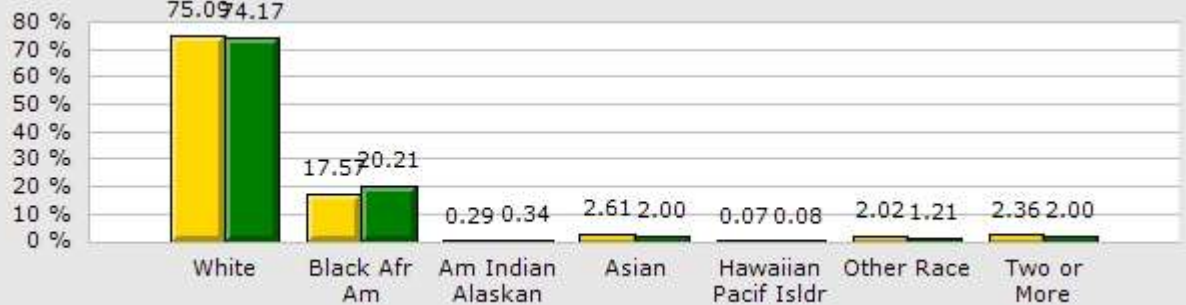 75.09 74.17
80 %
70 %
60 %
50 %
40 %
30 %
20 %
10 %
0 %
17.57 20.21
0.29 0.34
2.61 2.00
0.07 0.08
2.02 1.21
2.36 2.00
White
Black Afr
Am
Am Indian
Alaskan
Asian
Hawaiian
Pacif Isldr
Other Race
Two or
More